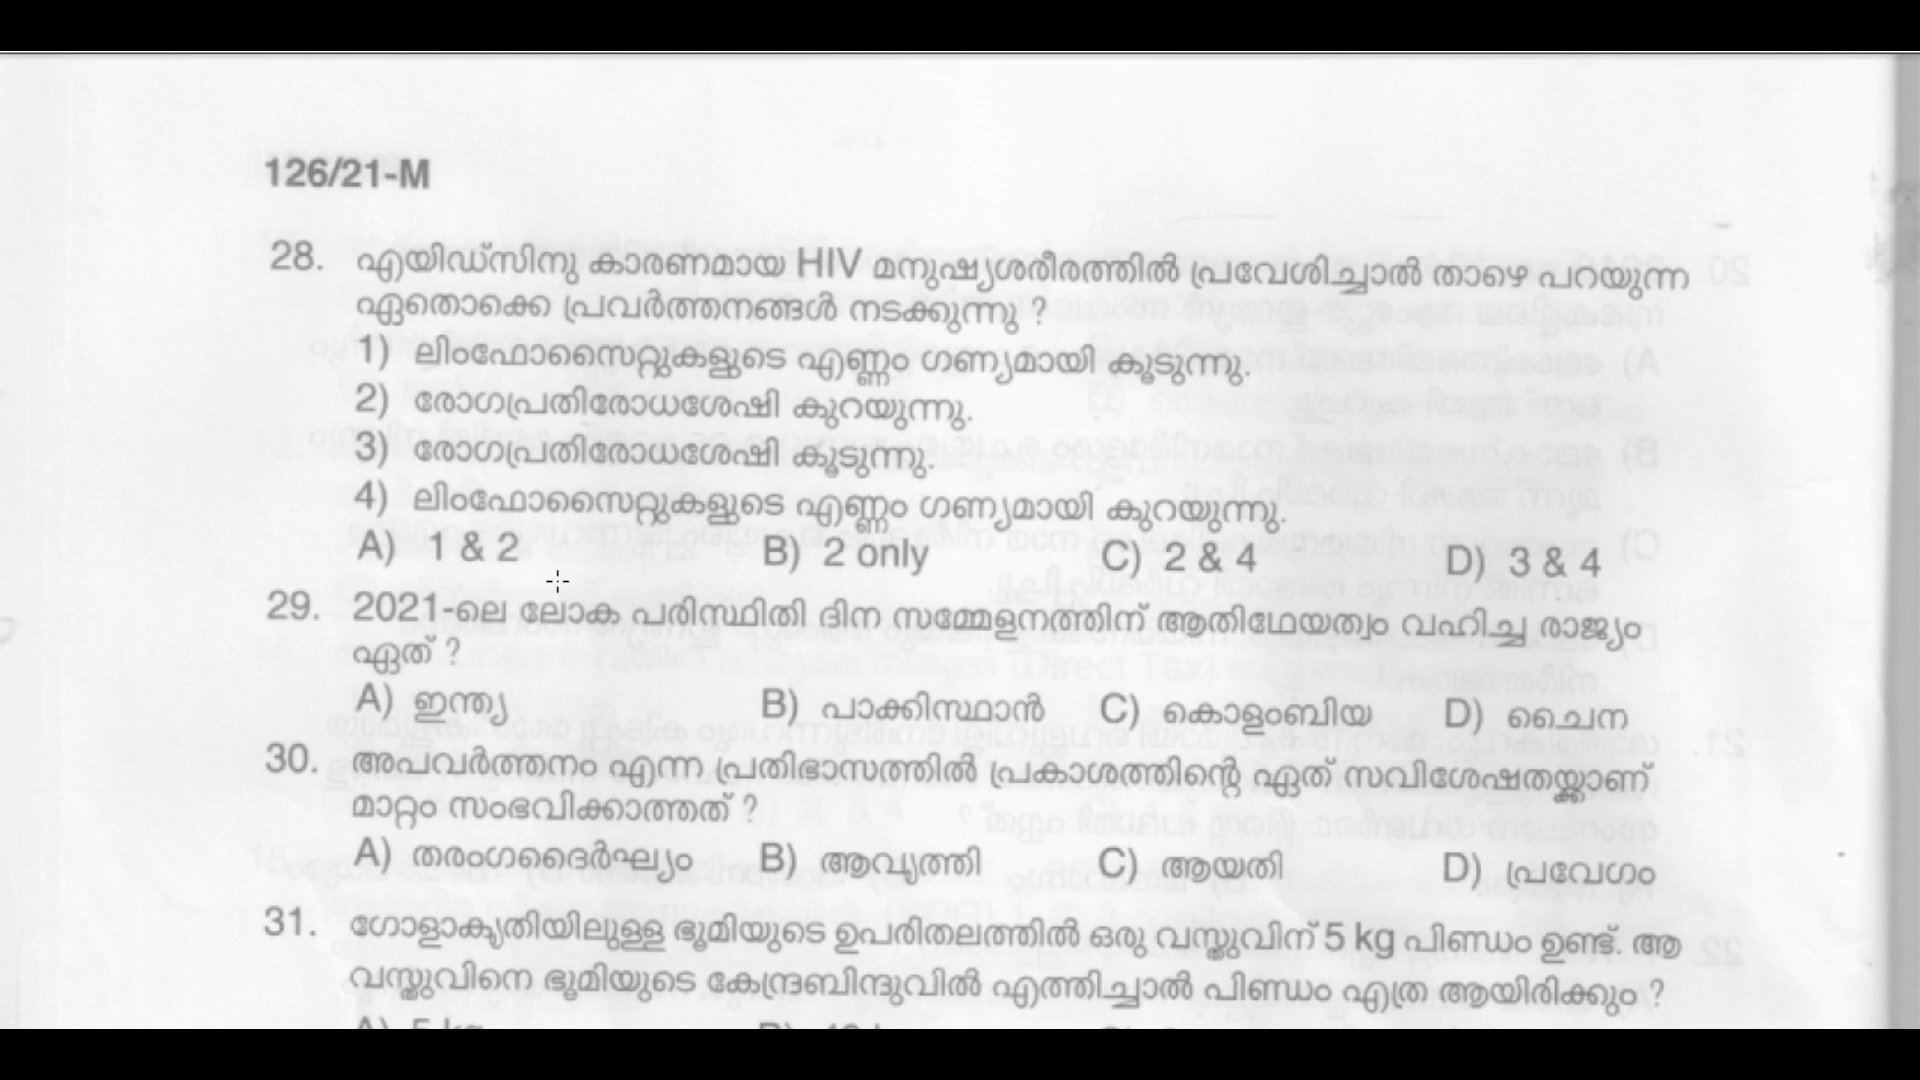 126/21-M
28. എയിഡ്സിനു കാരണമായ HIV മനുഷ്യശരീരത്തിൽ പ്രവേശിച്ചാൽ താഴെ പറയുന്ന
ഏതൊക്കെ പ്രവർത്തനങ്ങൾ നടക്കുന്നു ?
1) ലിംഫോസൈറ്റുകളുടെ എണ്ണം ഗണ്യമായി കൂടുന്നു.
2) രോഗപ്രതിരോധശേഷി കുറയുന്നു.
3) രോഗപ്രതിരോധശേഷി കൂടുന്നു.
4) ലിംഫോസൈറ്റുകളുടെ എണ്ണം ഗണ്യമായി കുറയുന്നു.
A) 1 & 2 B) 2 only C) 2 & 4 D) 3 & 4
29. 2021-ലെ ലോക പരിസ്ഥിതി ദിന സമ്മേളനത്തിന് ആതിഥേയത്വം വഹിച്ച രാജ്യം
ഏത് ?
A) ഇന്ത്യ B) പാക്കിസ്ഥാൻ C) കൊളംബിയ D) ചൈന
30. അപവർത്തനം എന്ന പ്രതിഭാസത്തിൽ പ്രകാശത്തിന്റെ ഏത് സവിശേഷതയ്ക്കാണ്
മാറ്റം സംഭവിക്കാത്തത് ?
A) തരംഗദൈർഘ്യം B) ആവൃത്തി C) ആയതി D) പ്രവേഗം
31. ഗോളാകൃതിയിലുള്ള ഭൂമിയുടെ ഉപരിതലത്തിൽ ഒരു വസ്തുവിന് 5 kg പിണ്ഡം ഉണ്ട്. ആ
വസ്തുവിനെ ഭൂമിയുടെ കേന്ദ്രബിന്ദുവിൽ എത്തിച്ചാൽ പിണ്ഡം എത്ര ആയിരിക്കും ?